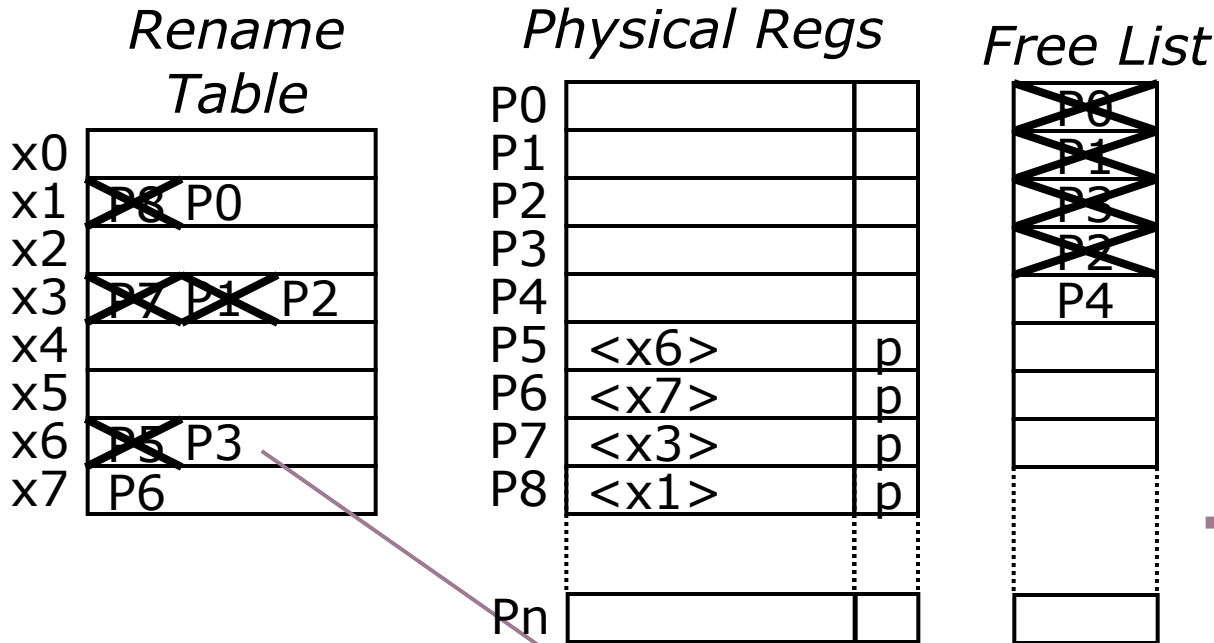 Rename
Table
x0
x1 P8 P0
x2
x3 P7 P1 P2
x4
x5
x6 P5 P3
x7 P6
Physical Regs
P0
P1
P2
P3
P4
P5 <x6> p
P6 <x7> p
P7 <x3> p
P8 <x1> p
Pn
Free List
P0
P1
P3
P2
P4